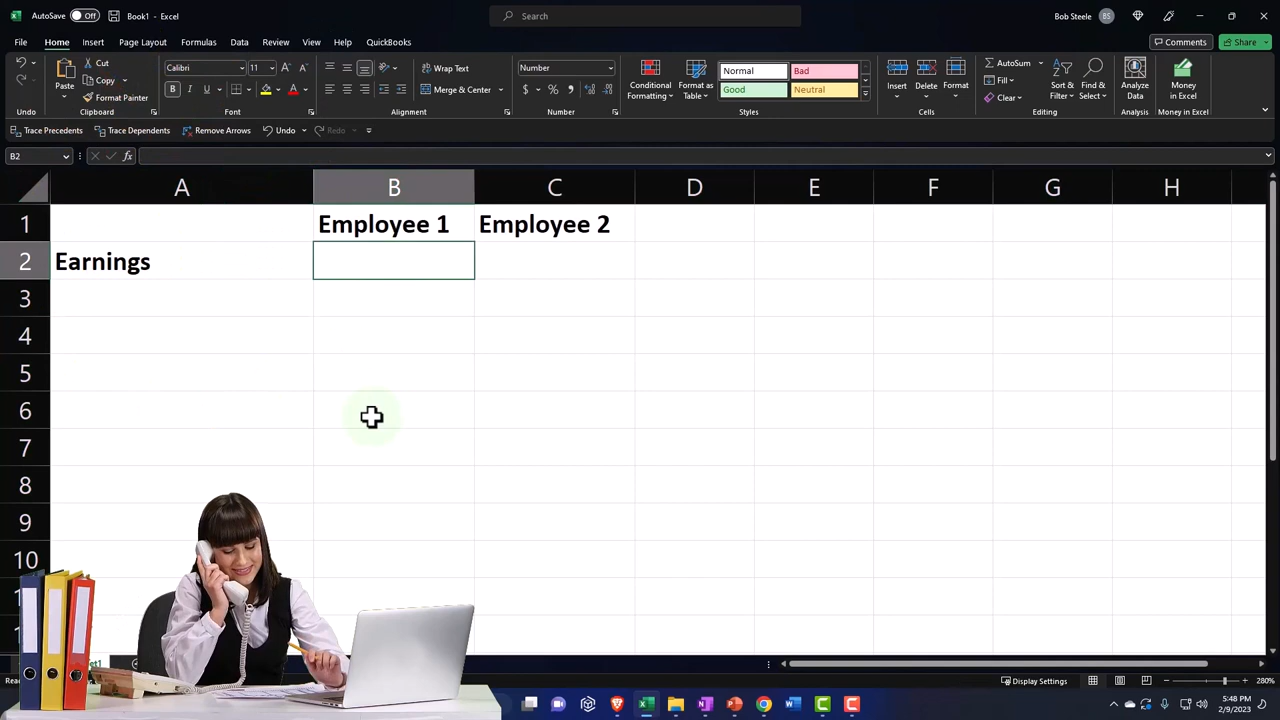 AutoSave Off Book1 - Excel Search Bob Steele BS
File Home Insert Page Layout Formulas Data Review View Help QuickBooks Comments Share
Cut Calibri 11 Wrap Text Number Normal Bad AutoSum
Copy Conditional Format as Insert Delete Format Fill Sort & Find & Analyze Money
Paste Format Painter B I U A Merge & Center $ % Formatting Table Good Neutral Clear Filter Select Data in Excel
Undo Clipboard Font Alignment Number Styles Cells Editing Analysis Money in Excel
Trace Precedents Trace Dependents Remove Arrows Undo Redo
B2 fx
A B C D E F G H
1 Employee 1 Employee 2
2 Earnings
3
4
5
6
7
8
9
10
Display Settings 280%
5:48 PM
2/9/2023